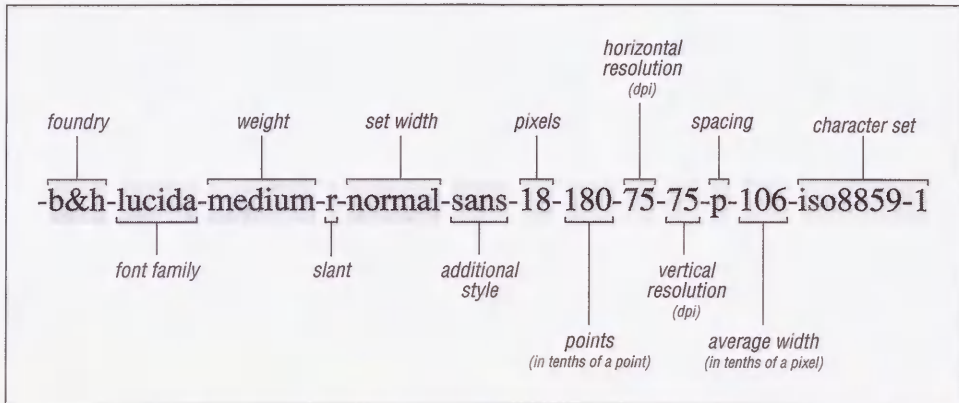 horizontal
resolution
(dpi)
foundry weight set width pixels spacing character set
-b&h-lucida-medium-r-normal-sans-18-180-75-75-p-106-iso8859-1
font family slant additional style vertical resolution (dpi)
points average width
(in tenths of a point) (in tenths of a pixel)